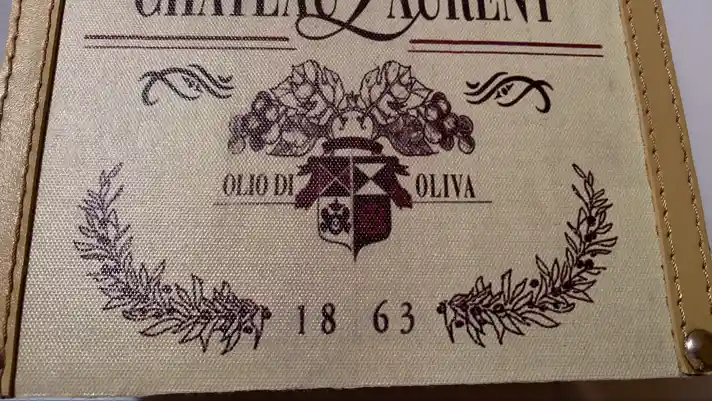 CHATEAU LAURENT
OLIO DI OLIVA
18 63